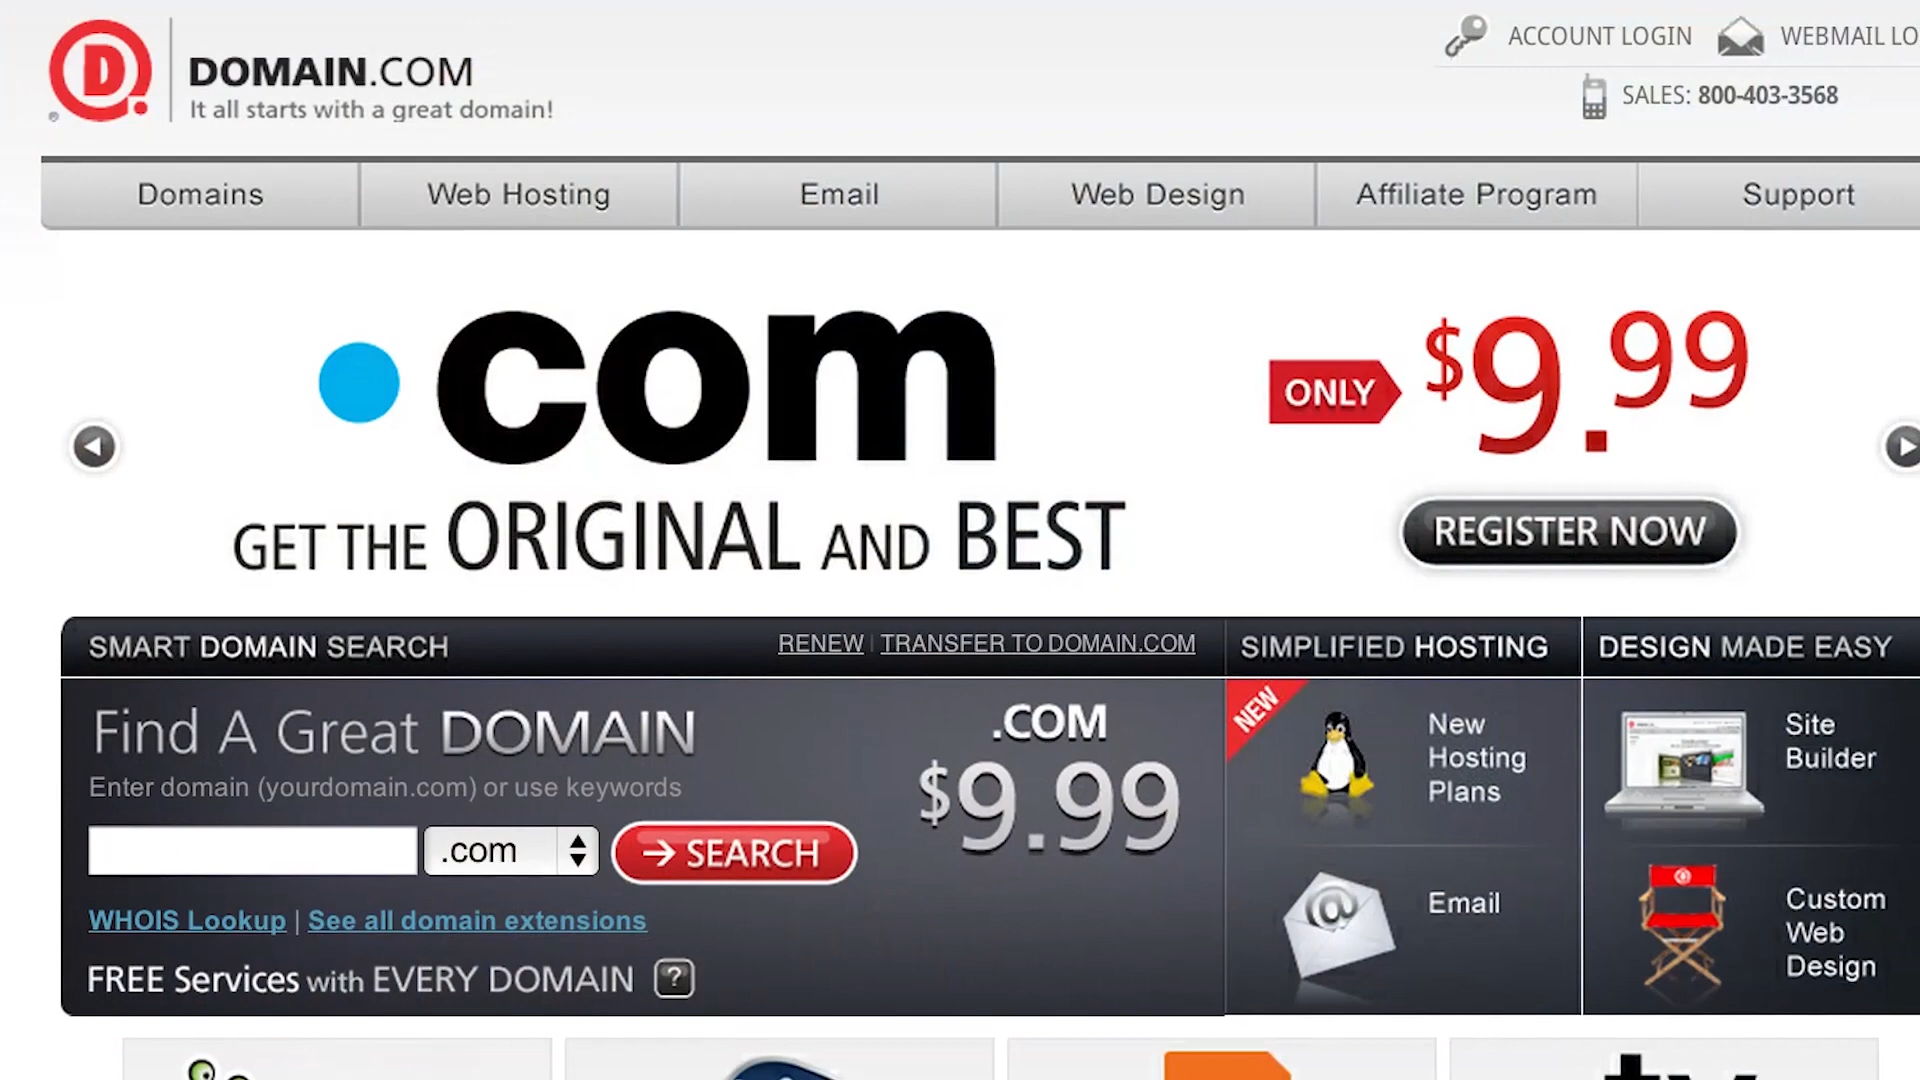 DOMAIN.COM
It all starts with a great domain!
ACCOUNT LOGIN
WEBMAIL LO
SALES: 800-403-3568
Domains
Web Hosting
Email
Web Design
Affiliate Program
Support
.com
GET THE ORIGINAL AND BEST
ONLY
$9.99
REGISTER NOW
SMART DOMAIN SEARCH
RENEW | TRANSFER TO DOMAIN.COM
Find A Great DOMAIN
Enter domain (yourdomain.com) or use keywords
.com
→ SEARCH
.COM
$9.99
WHOIS Lookup | See all domain extensions
FREE Services with EVERY DOMAIN ?
SIMPLIFIED HOSTING
NEW
New
Hosting
Plans
@
Email
DESIGN MADE EASY
Site
Builder
Custom
Web
Design